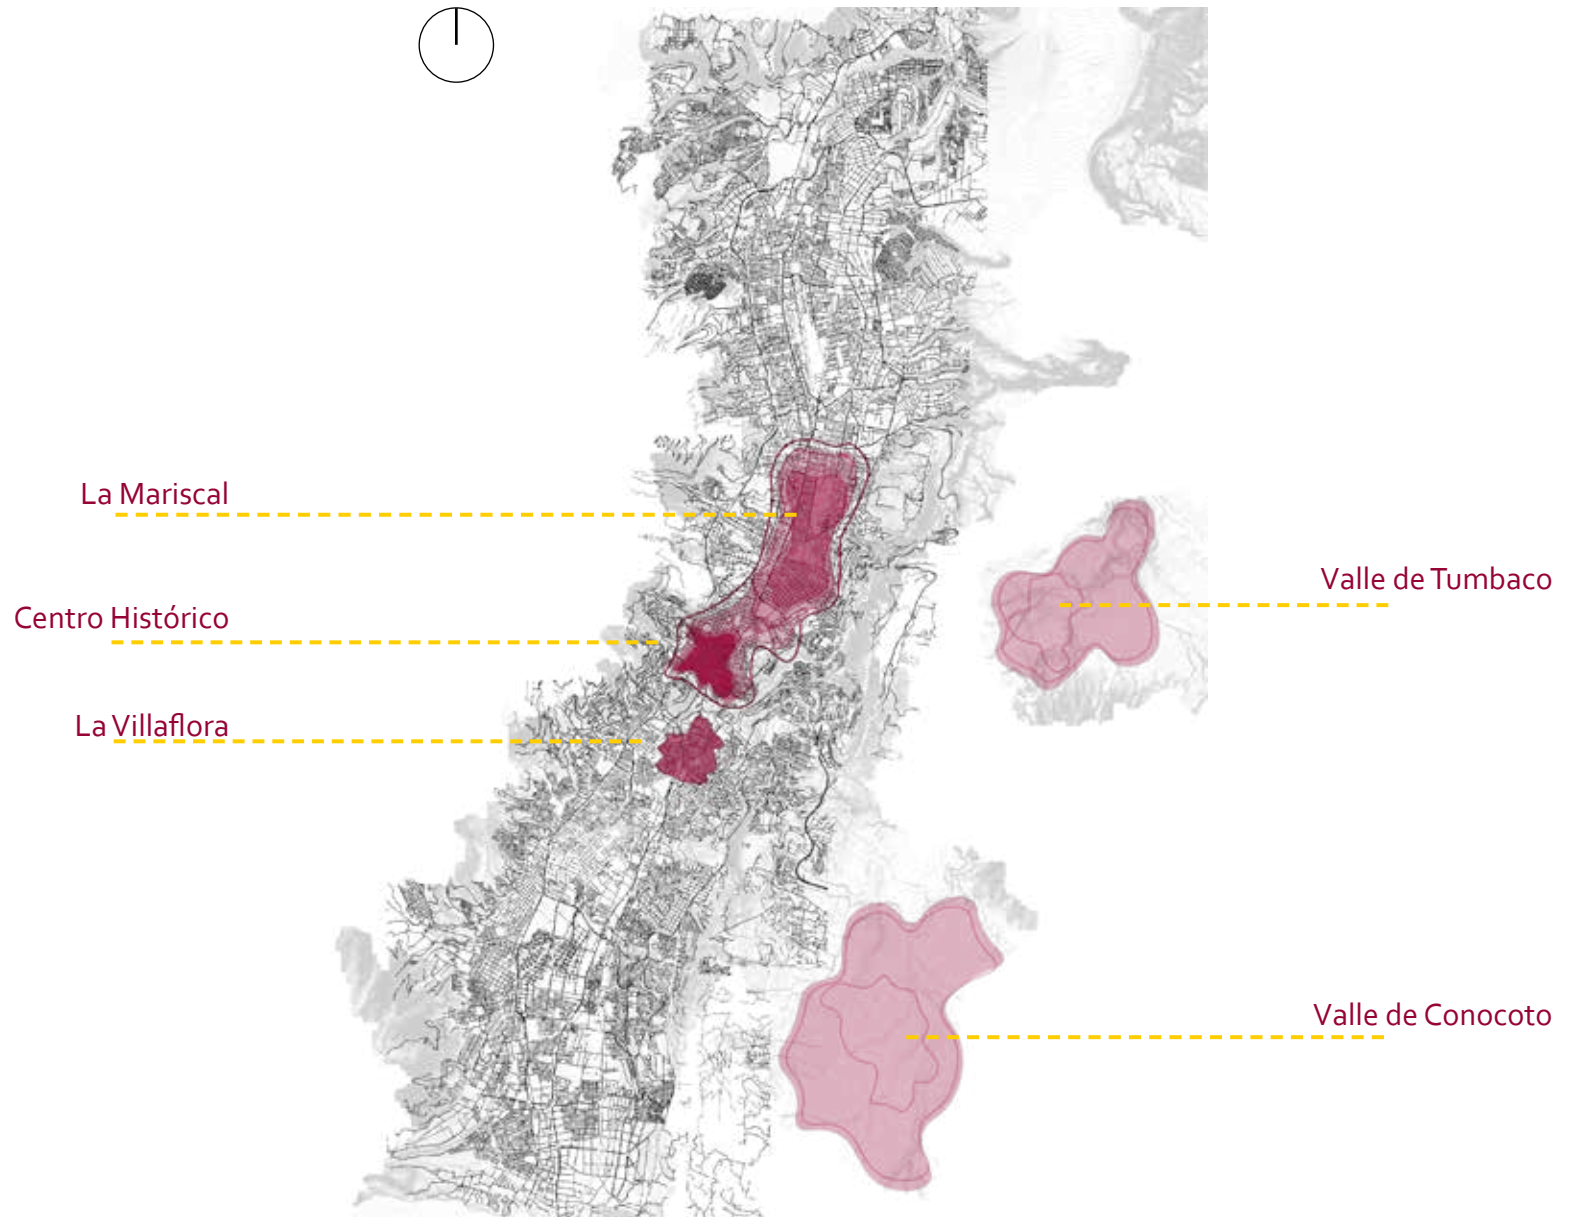 La Mariscal
Valle de Tumbaco
Centro Histórico
La Villaflora
Valle de Conocoto